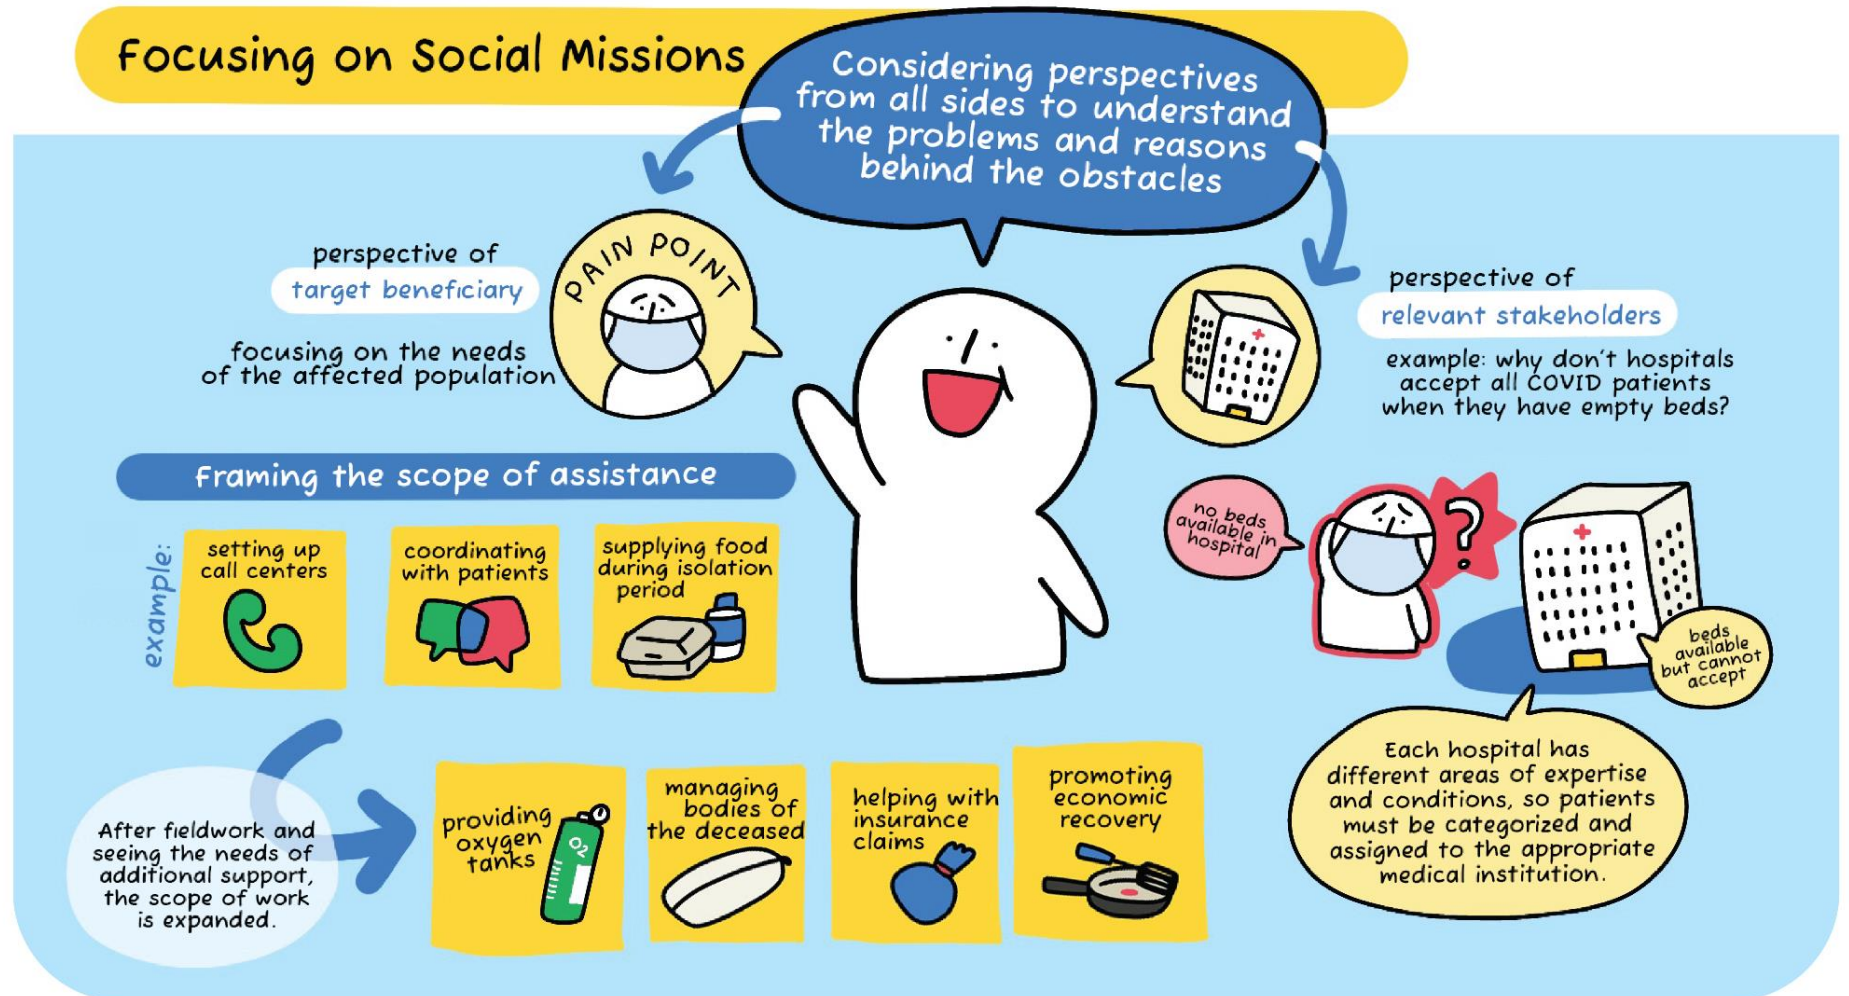 Focusing on Social Missions
Considering perspectives
from all sides to understand
the problems and reasons
behind the obstacles
perspective of
target beneficiary
focusing on the needs
of the affected population
PAIN POINT
perspective of
relevant stakeholders
example: why don't hospitals
accept all COVID patients
when they have empty beds?
no beds
available in
hospital
?
beds
available
but cannot
accept
Each hospital has
different areas of expertise
and conditions, so patients
must be categorized and
assigned to the appropriate
medical institution.
Framing the scope of assistance
example:
setting up
call centers
coordinating
with patients
supplying food
during isolation
period
After fieldwork and
seeing the needs of
additional support,
the scope of work
is expanded.
providing
oxygen
tanks
O2
managing
bodies of
the deceased
helping with
insurance
claims
promoting
economic
recovery